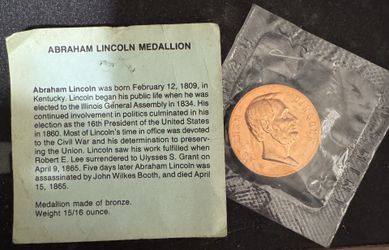 ABRAHAM LINCOLN MEDALLION
Abraham Lincoln was born February 12, 1809, in
Kentucky. Lincoln began his public life when he was
elected to the Illinois General Assembly in 1834. His
continued involvement in politics culminated in his
election as the 16th President of the United States
in 1860. Most of Lincoln's time in office was devoted
to the Civil War and his determination to preserv-
ing the Union. Lincoln saw his work fulfilled when
Robert E. Lee surrendered to Ulysses S. Grant on
April 9, 1865. Five days later Abraham Lincoln was
assassinated by John Wilkes Booth, and died April
15, 1865.
Medallion made of bronze.
Weight 15/16 ounce.